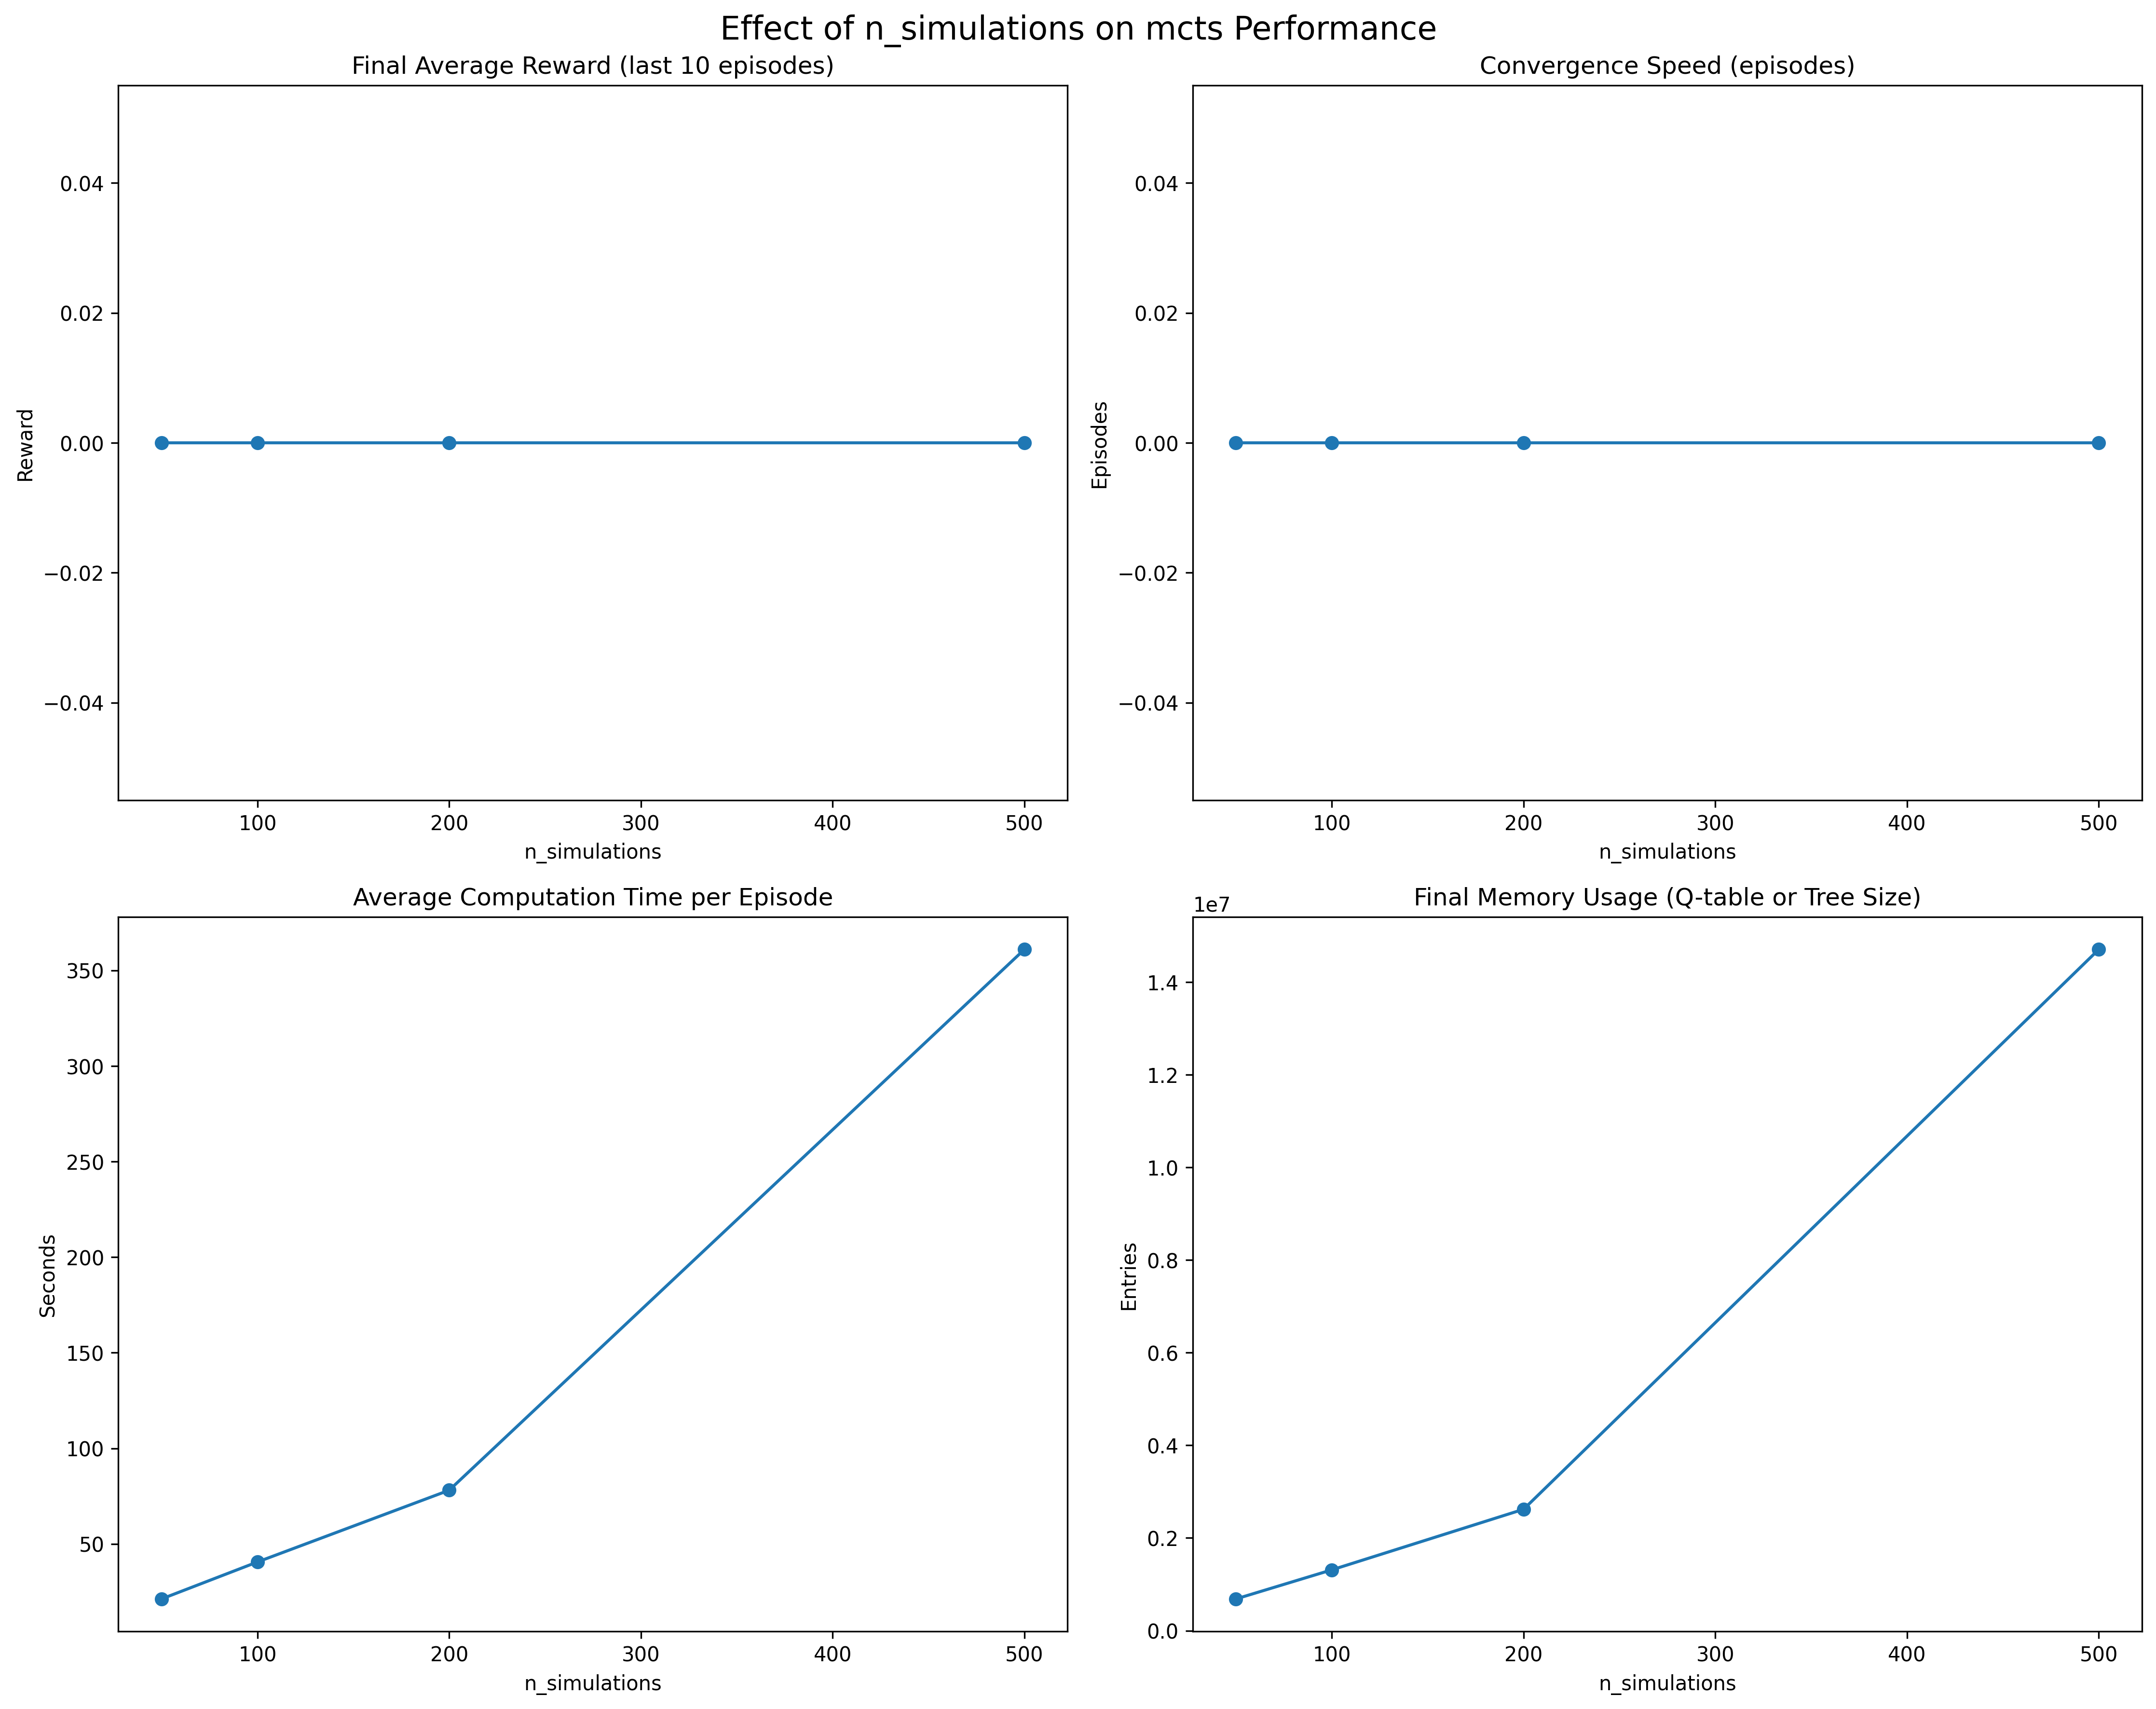 Effect of n_simulations on mcts Performance
Final Average Reward (last 10 episodes)
0.04
0.02
0.00
−0.02
−0.04
Reward
100 200 300 400 500
n_simulations
Convergence Speed (episodes)
0.04
0.02
0.00
−0.02
−0.04
Episodes
100 200 300 400 500
n_simulations
Average Computation Time per Episode
350
300
250
200
150
100
50
Seconds
100 200 300 400 500
n_simulations
Final Memory Usage (Q-table or Tree Size)
1e7
1.4
1.2
1.0
0.8
0.6
0.4
0.2
0.0
Entries
100 200 300 400 500
n_simulations